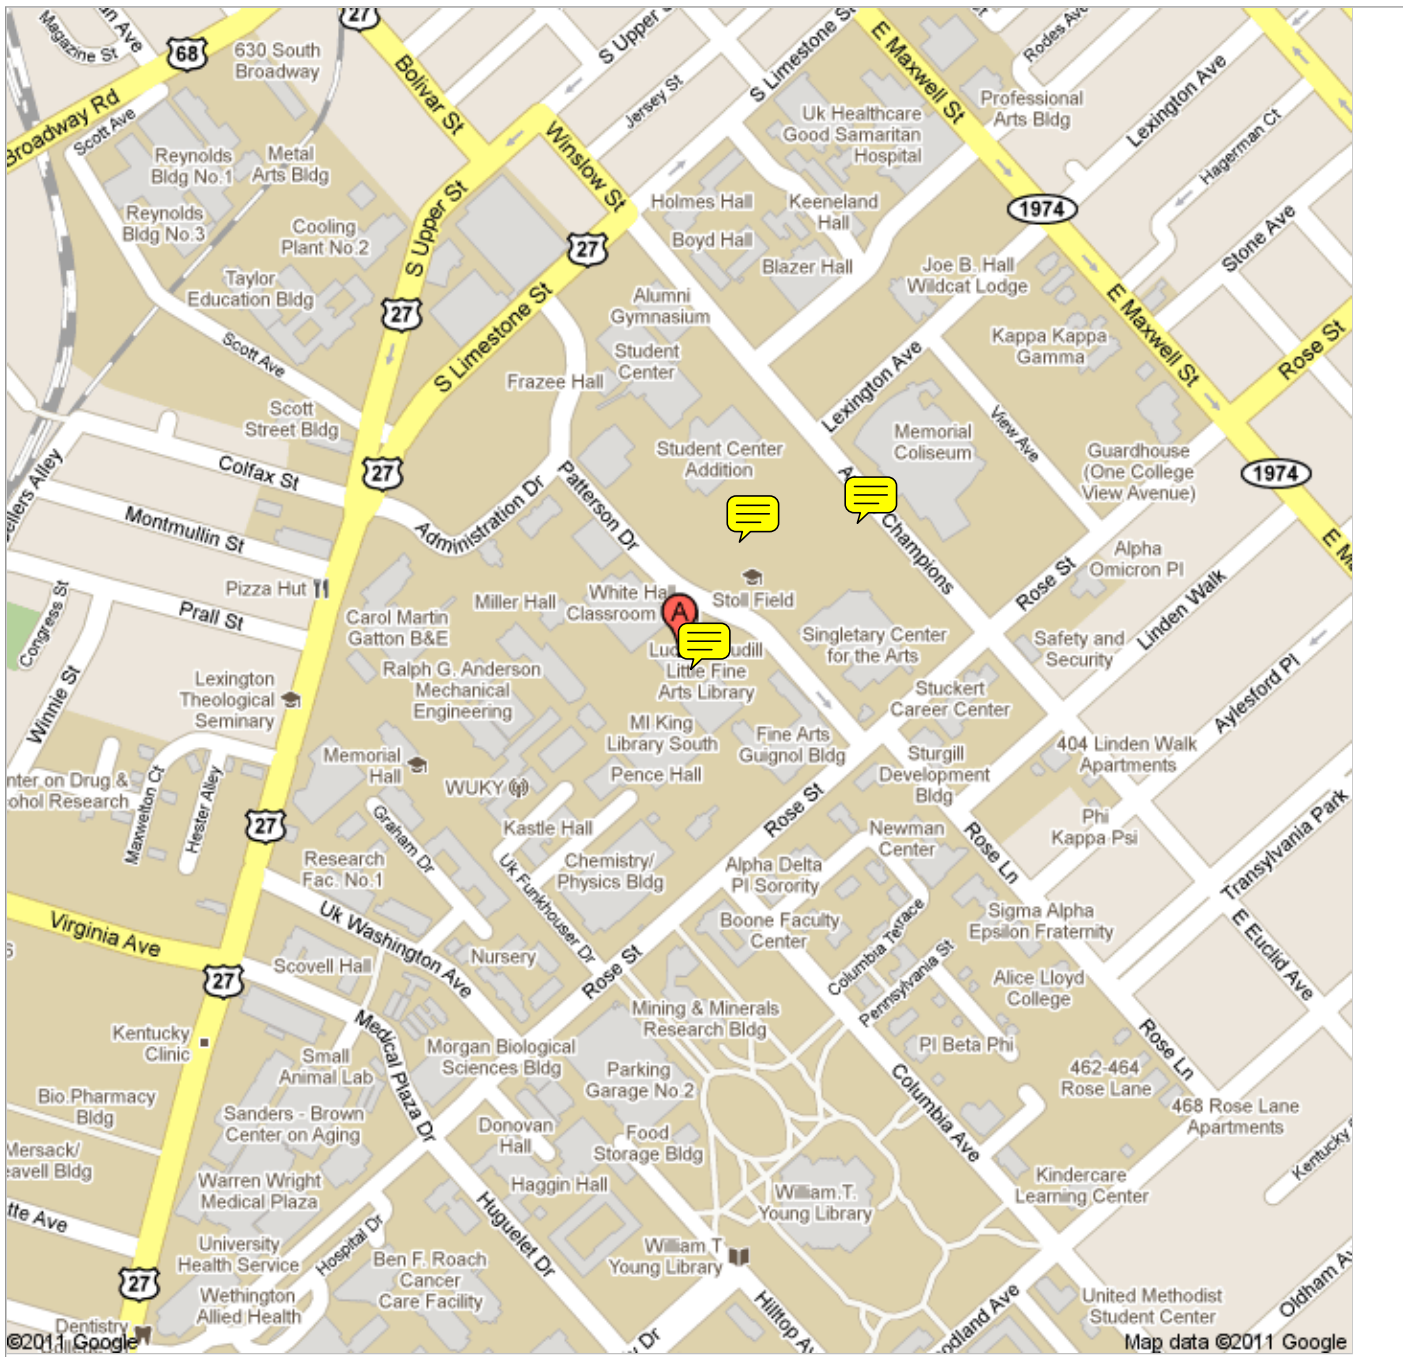 Magazine St
68
630 South
Broadway
27
Bolivar St
S Upper St
Jersey St
S Limestone St
E Maxwell St
Rodes Ave
Professional
Arts Bldg
Lexington Ave
Hagerman Ct
Broadway Rd
Scott Ave
Reynolds
Bldg No.1
Metal
Arts Bldg
Winslow St
Uk Healthcare
Good Samaritan
Hospital
Reynolds
Bldg No.3
Cooling
Plant No.2
S Upper St
27
Holmes Hall
Boyd Hall
Keeneland
Hall
Blazer Hall
1974
Stone Ave
Taylor
Education Bldg
27
S Limestone St
Alumni
Gymnasium
Joe B. Hall
Wildcat Lodge
E Maxwell St
Kappa Kappa
Gamma
Rose St
Scott Ave
Frazee Hall
Student
Center
Lexington Ave
View Ave
Scott
Street Bldg
Student Center
Addition
Memorial
Coliseum
Guardhouse
(One College
View Avenue)
1974
Colfax St
27
Administration Dr
Patterson Dr
Champions
Montmullin St
Pizza Hut
Prall St
Congress St
Winnie St
Carol Martin
Gatton B&E
Miller Hall
White Hall
Classroom
A
Stoll Field
Rose St
Alpha
Omicron PI
Linden Walk
Singletary Center
for the Arts
Safety and
Security
Aylesford Pl
Lexington
Theological
Seminary
Ralph G. Anderson
Mechanical
Engineering
Little Fine
Arts Library
Stuckert
Career Center
MI King
Library South
Fine Arts
Guignol Bldg
404 Linden Walk
Apartments
Memorial
Hall
WUKY
Pence Hall
Sturgill
Development
Bldg
Maxwelton Ct
Hester Alley
27
Graham Dr
Kastle Hall
Rose St
Newman
Center
Rose Ln
Phi
Kappa Psi
Transylvania Park
Research
Fac. No.1
Uk Funkhouser Dr
Chemistry/
Physics Bldg
Alpha Delta
PI Sorority
Virginia Ave
Uk Washington Ave
Boone Faculty
Center
Columbia Terrace
Sigma Alpha
Epsilon Fraternity
E Euclid Ave
27
Scovell Hall
Nursery
Rose St
Pennsylvania St
Alice Lloyd
College
Kentucky
Clinic
Medical Plaza Dr
Mining & Minerals
Research Bldg
PI Beta Phi
Rose Ln
Small
Animal Lab
Morgan Biological
Sciences Bldg
Parking
Garage No.2
Columbia Ave
462-464
Rose Lane
Bio.Pharmacy
Bldg
Sanders - Brown
Center on Aging
Donovan
Hall
Food
Storage Bldg
468 Rose Lane
Apartments
Warren Wright
Medical Plaza
Haggin Hall
William.T.
Young Library
Kindercare
Learning Center
University
Health Service
Hospital Dr
Huguelet Dr
William T
Young Library
27
Wethington
Allied Health
Ben F. Roach
Cancer
Care Facility
United Methodist
Student Center
Oldham
Dentistry
©2011 Google
Map data ©2011 Google